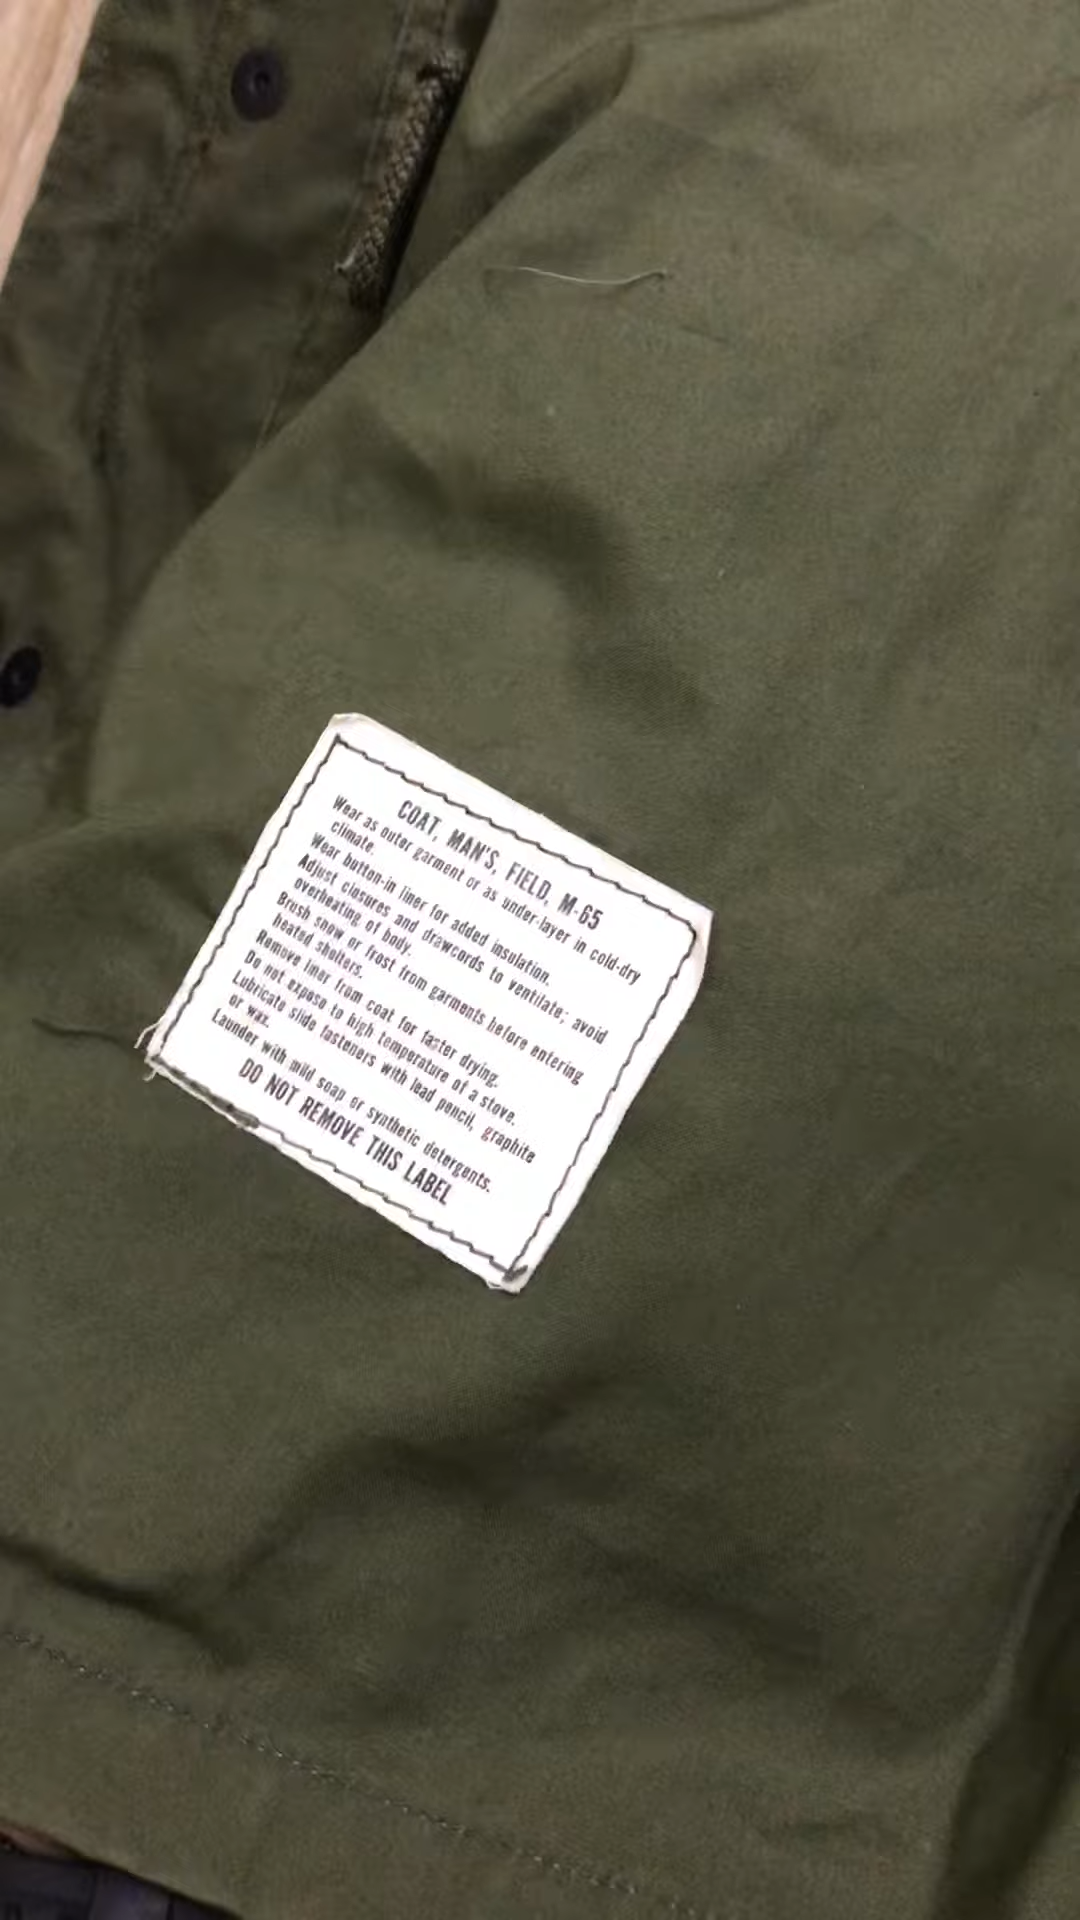 COAT, MAN'S, FIELD, M-65
Wear as outer garment or as under-layer in cold-dry
climate.
Wear button-in liner for added insulation.
Adjust closures and drawcords to ventilate; avoid
overheating of body.
Brush snow or frost from garments before entering
heated shelters.
Remove liner from coat for faster drying.
Do not expose to high temperature of a stove.
Lubricate slide fasteners with lead pencil, graphite
or wax.
Launder with mild soap or synthetic detergents.
DO NOT REMOVE THIS LABEL